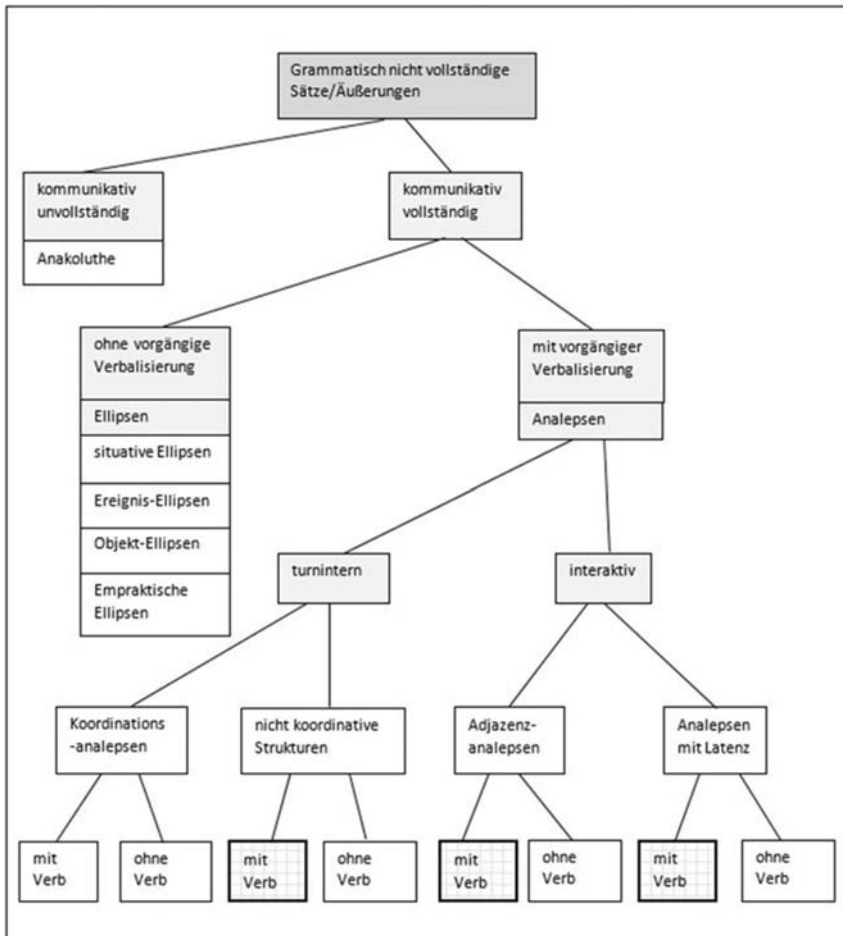 Grammatisch nicht vollständige
Sätze/Äußerungen
kommunikativ
unvollständig
Anakoluthe
kommunikativ
vollständig
ohne vorgängige
Verbalisierung
Ellipsen
situative Ellipsen
Ereignis-Ellipsen
Objekt-Ellipsen
Empraktische
Ellipsen
mit vorgängiger
Verbalisierung
Analepsen
turnintern
interaktiv
Koordinations
-analepsen
nicht koordinative
Strukturen
Adjazenz-
analepsen
Analepsen
mit Latenz
mit
Verb
ohne
Verb
mit
Verb
ohne
Verb
mit
Verb
ohne
Verb
mit
Verb
ohne
Verb